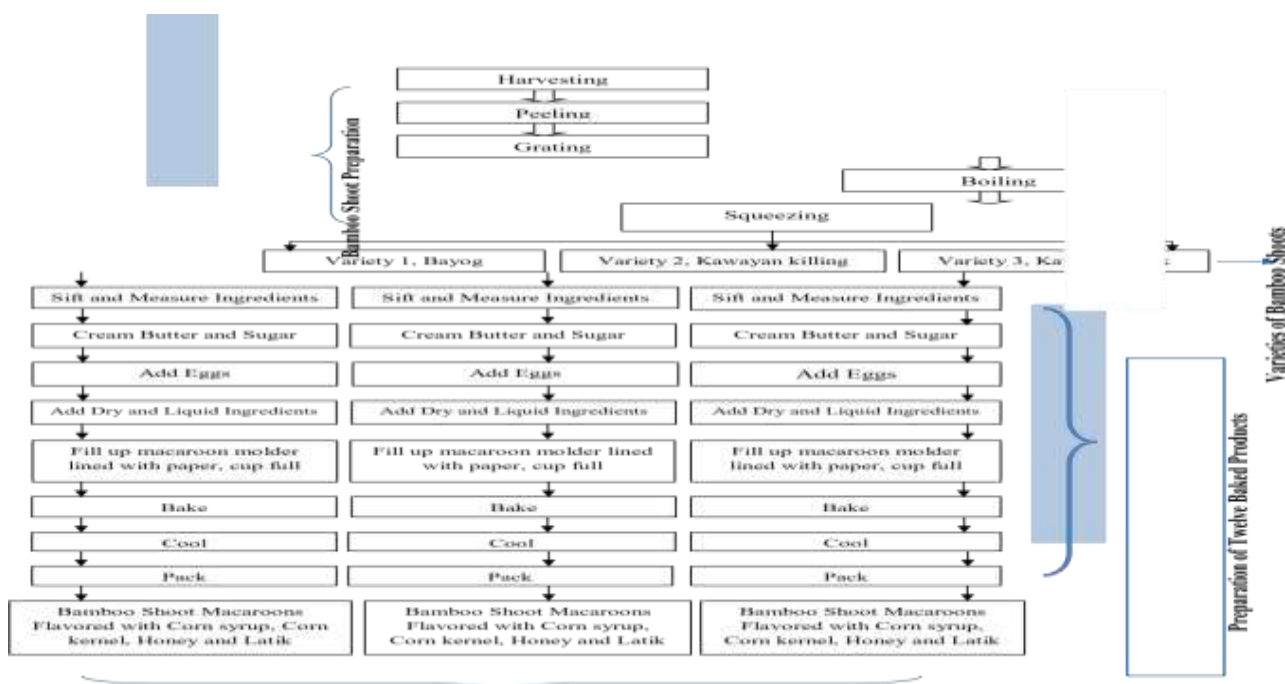 Harvesting
Peeling
Grating
Boiling
Squeezing
Bamboo Shoot Preparation
Variety 1, Bayog
Variety 2, Kawayan killing
Variety 3,
Varieties of Bamboo Shoots
Sift and Measure Ingredients
Sift and Measure Ingredients
Sift and Measure Ingredients
Cream Butter and Sugar
Cream Butter and Sugar
Cream Butter and Sugar
Add Eggs
Add Eggs
Add Eggs
Add Dry and Liquid Ingredients
Add Dry and Liquid Ingredients
Add Dry and Liquid Ingredients
Fill up macaroon molder
lined with paper, cup full
Fill up macaroon molder lined
with paper, cup full
Fill up macaroon molder
lined with paper, cup full
Bake
Bake
Bake
Cool
Cool
Cool
Pack
Pack
Pack
Bamboo Shoot Macaroons
Flavored with Corn syrup, Corn
kernel, Honey and Latik
Bamboo Shoot Macaroons
Flavored with Corn syrup,
Corn kernel, Honey and Latik
Bamboo Shoot Macaroons
Flavored with Corn syrup,
Corn kernel, Honey and Latik
Preparation of Twelve Baked Products